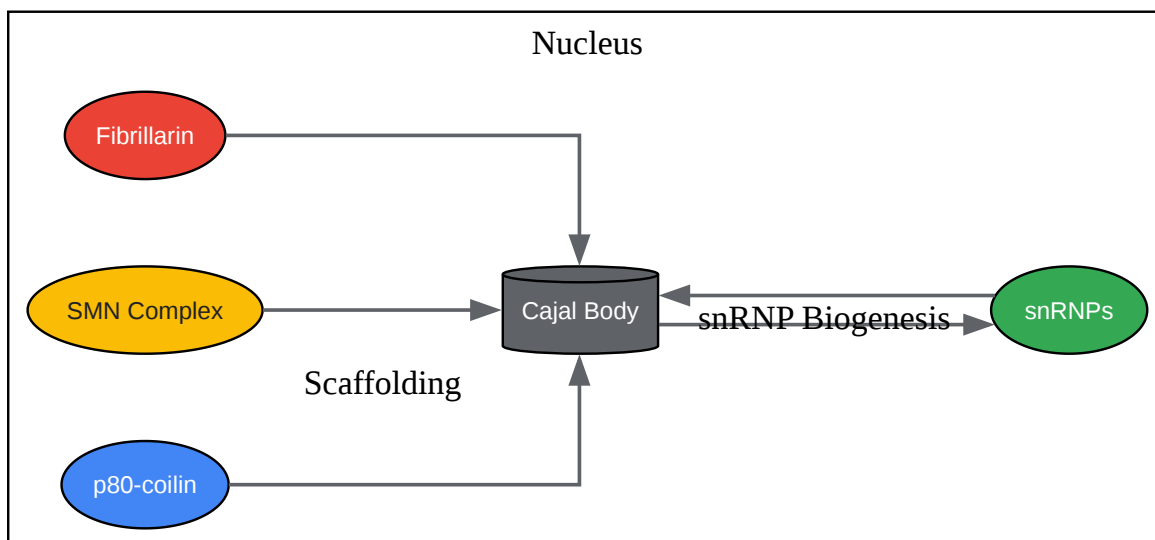 Nucleus
Fibrillarin
SMN Complex
Cajal Body
snRNP Biogenesis
snRNPs
Scaffolding
p80-coilin